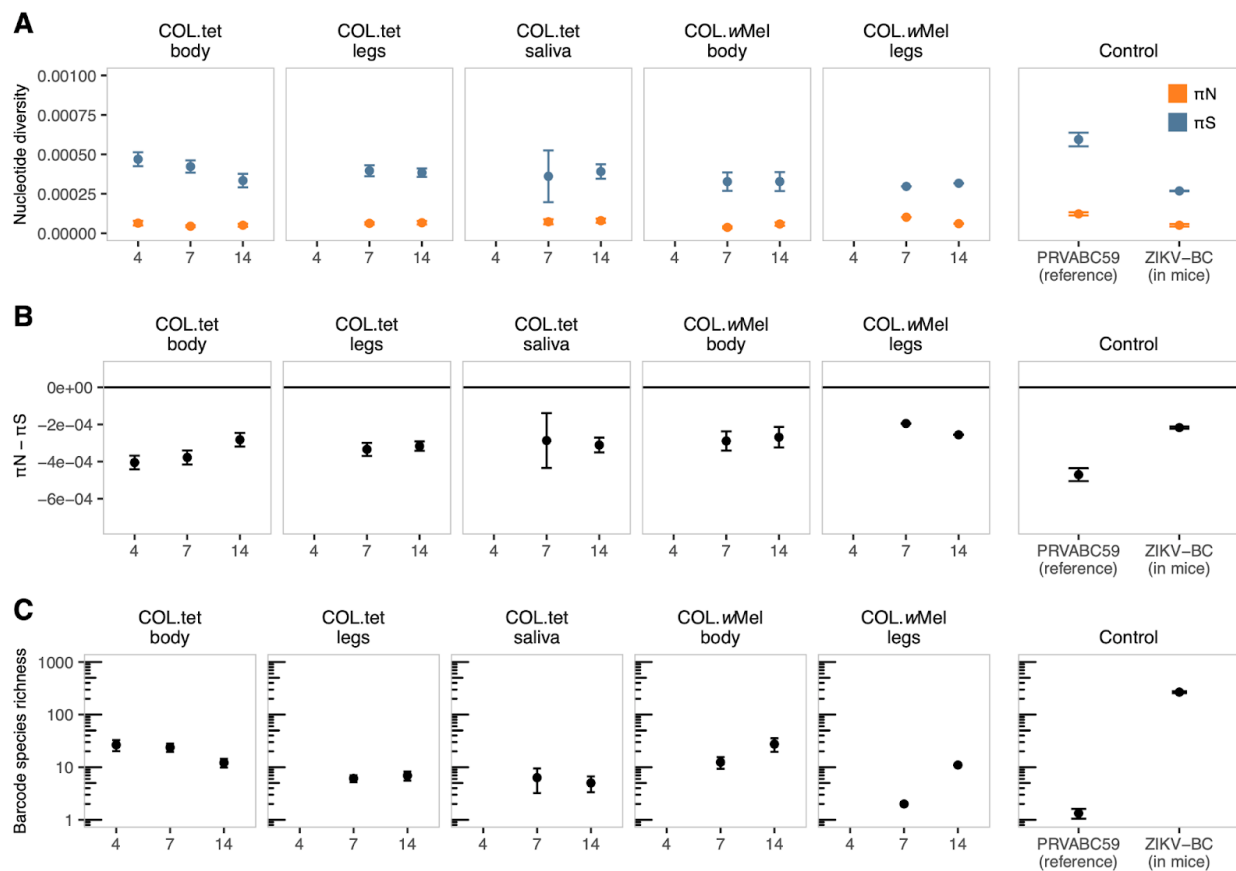 A
COL.tet
body
COL.tet
legs
COL.tet
saliva
COL.wMel
body
COL.wMel
legs
Control
Nucleotide diversity
0.00100
0.00075
0.00050
0.00025
0.00000
πN
πS
4 7 14
4 7 14
4 7 14
4 7 14
4 7 14
PRVABC59
(reference)
ZIKV−BC
(in mice)
B
COL.tet
body
COL.tet
legs
COL.tet
saliva
COL.wMel
body
COL.wMel
legs
Control
πN − πS
0e+00
−2e−04
−4e−04
−6e−04
4 7 14
4 7 14
4 7 14
4 7 14
4 7 14
PRVABC59
(reference)
ZIKV−BC
(in mice)
C
COL.tet
body
COL.tet
legs
COL.tet
saliva
COL.wMel
body
COL.wMel
legs
Control
Barcode species richness
1000
100
10
1
4 7 14
4 7 14
4 7 14
4 7 14
4 7 14
PRVABC59
(reference)
ZIKV−BC
(in mice)